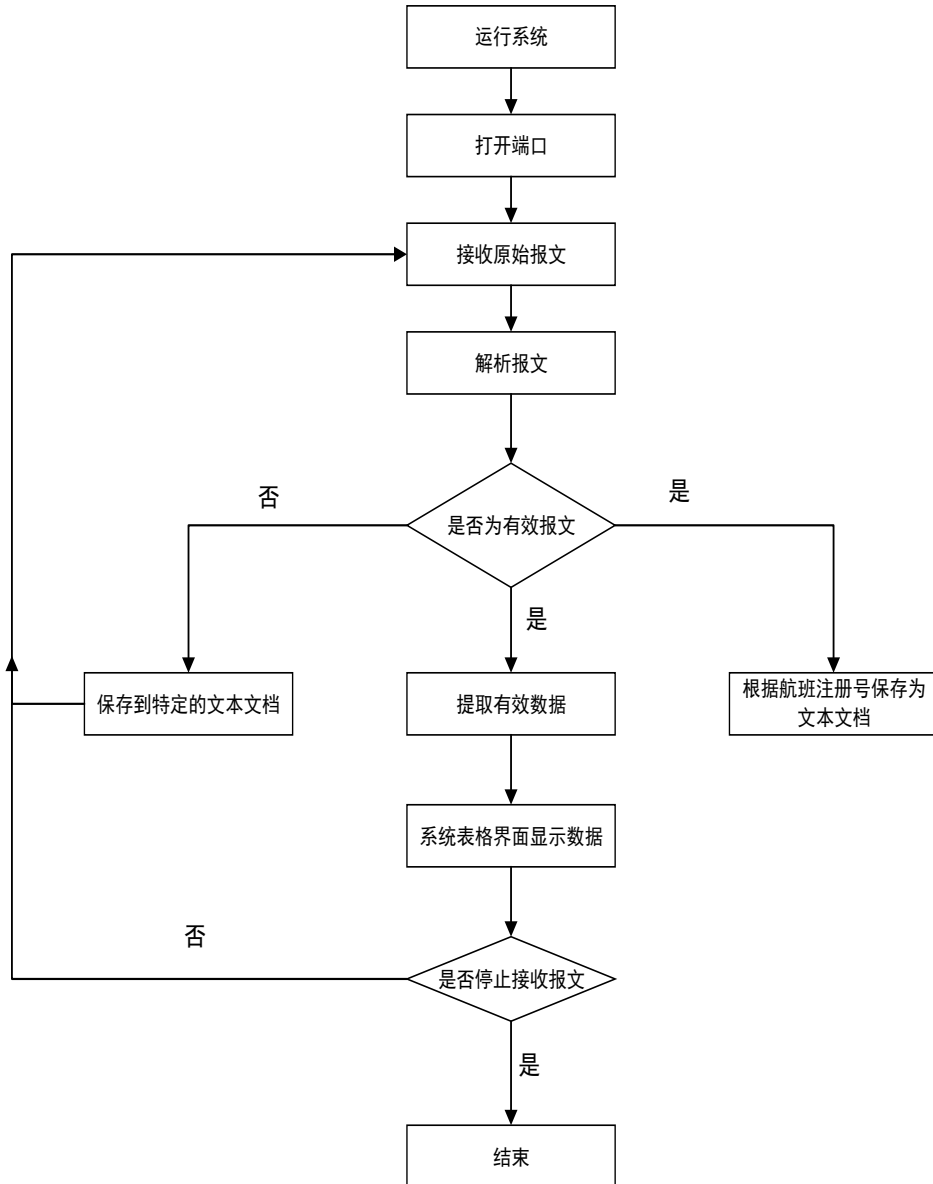 运行系统
打开端口
接收原始报文
解析报文
否
是
是否为有效报文
是
保存到特定的文本文档
提取有效数据
根据航班注册号保存为
文本文档
系统表格界面显示数据
否
是否停止接收报文
是
结束